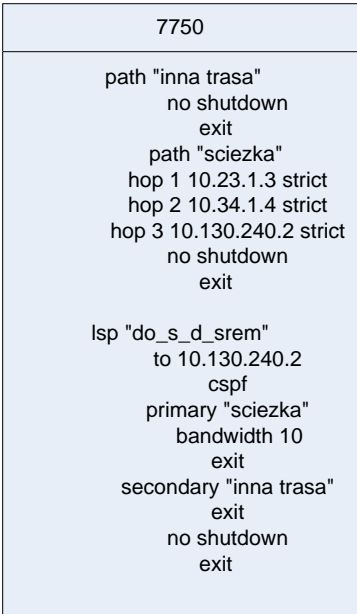 7750
path "inna trasa"
no shutdown
exit
path "sciezka"
hop 1 10.23.1.3 strict
hop 2 10.34.1.4 strict
hop 3 10.130.240.2 strict
no shutdown
exit
lsp "do_s_d_srem"
to 10.130.240.2
cspf
primary "sciezka"
bandwidth 10
exit
secondary "inna trasa"
exit
no shutdown
exit